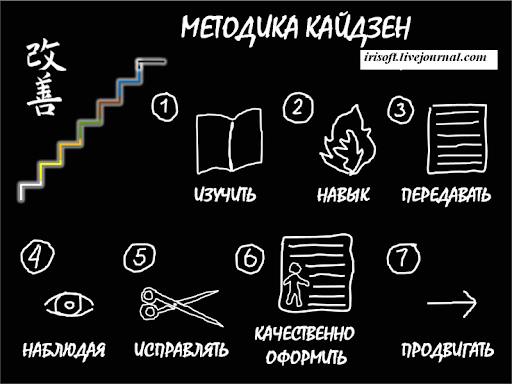 МЕТОДИКА КАЙДЗЕН
irisoft.livejournal.com
改
善
1
2
3
ИЗУЧИТЬ
НАВЫК
ПЕРЕДАВАТЬ
4
5
6
7
НАБЛЮДАЯ
ИСПРАВЛЯТЬ
КАЧЕСТВЕННО
ОФОРМИТЬ
ПРОДВИГАТЬ